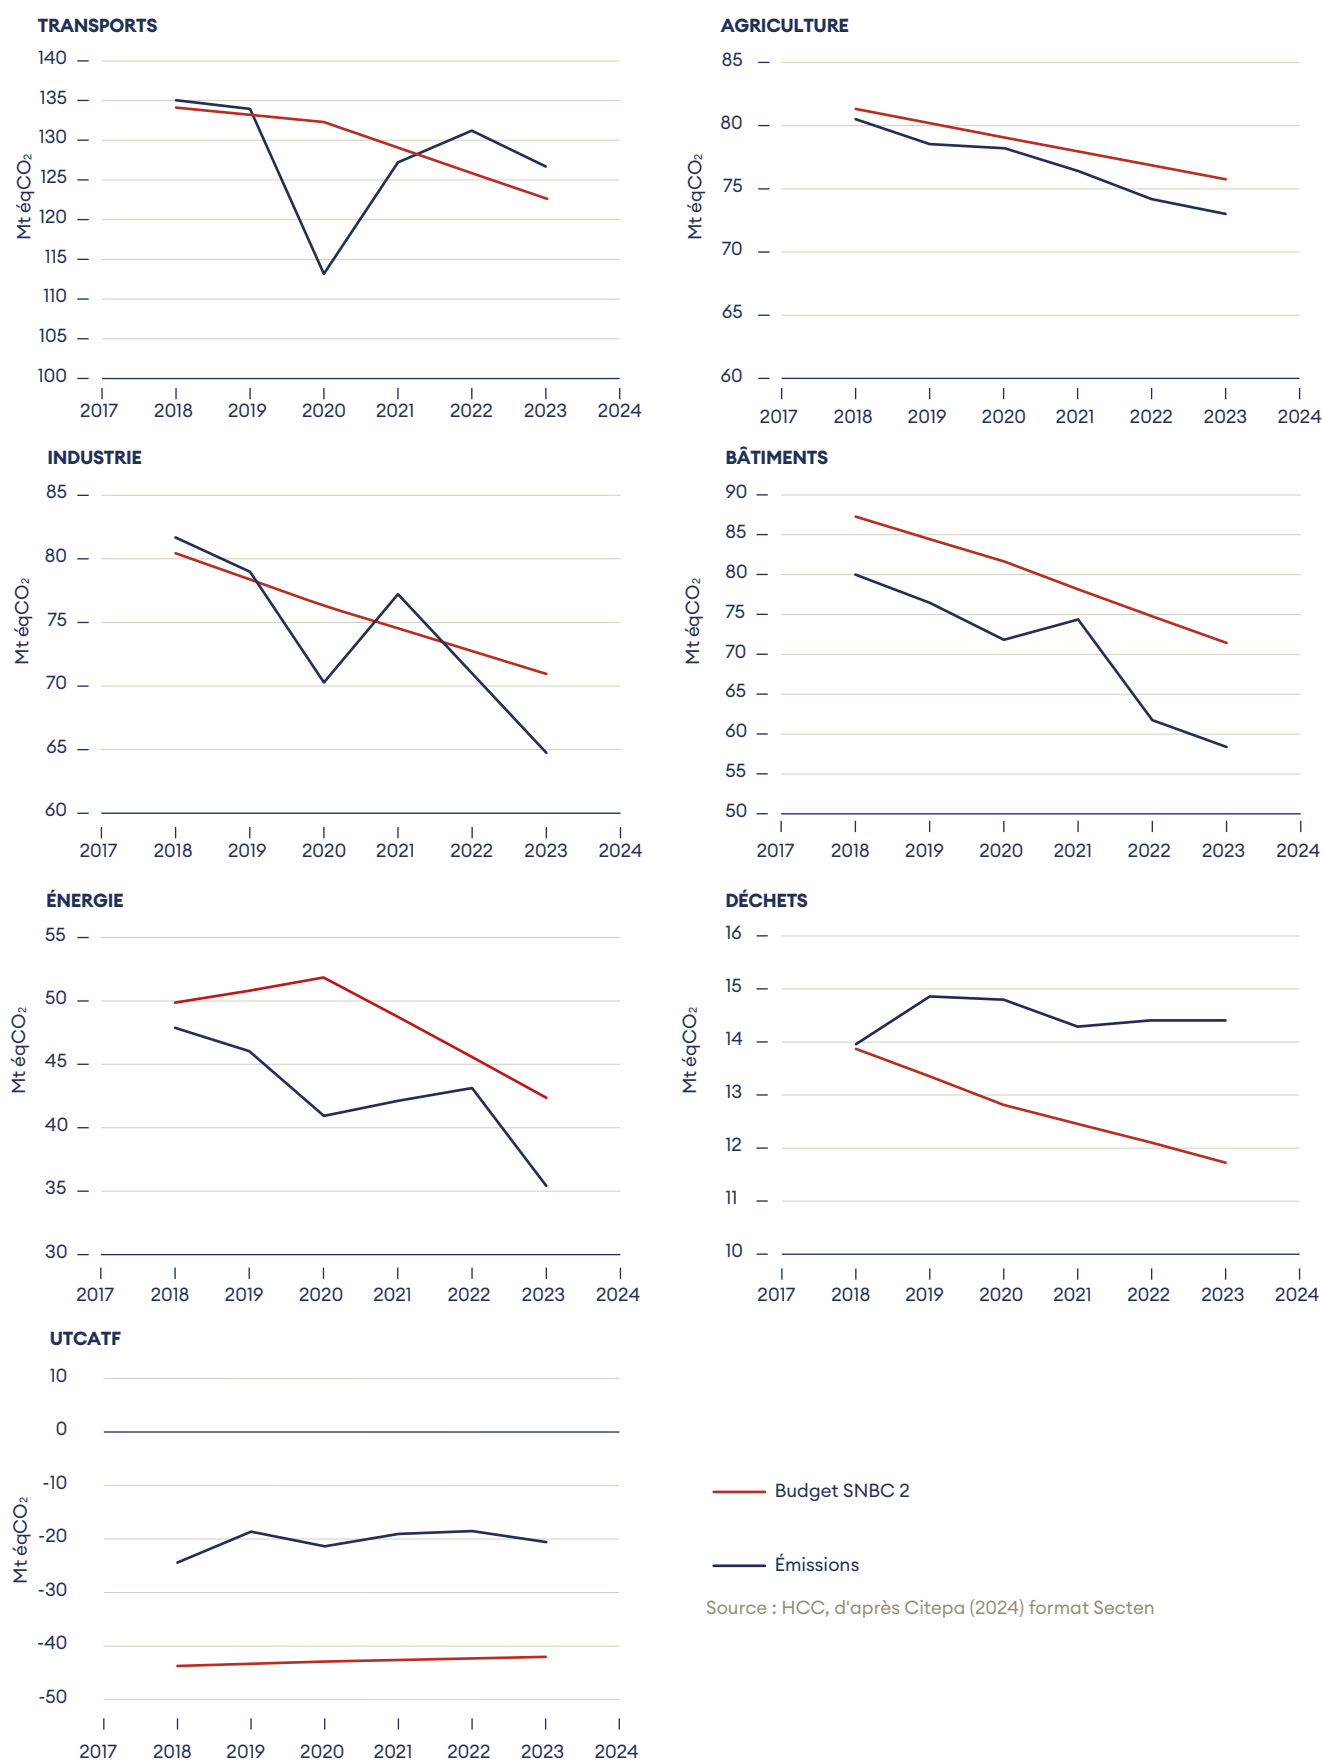 TRANSPORTS
140
135
130
125
120
115
110
105
100
Mt éqCO₂
2017 2018 2019 2020 2021 2022 2023 2024
AGRICULTURE
85
80
75
70
65
60
Mt éqCO₂
2017 2018 2019 2020 2021 2022 2023 2024
INDUSTRIE
85
80
75
70
65
60
Mt éqCO₂
2017 2018 2019 2020 2021 2022 2023 2024
BÂTIMENTS
90
85
80
75
70
65
60
55
50
Mt éqCO₂
2017 2018 2019 2020 2021 2022 2023 2024
ÉNERGIE
55
50
45
40
35
30
Mt éqCO₂
2017 2018 2019 2020 2021 2022 2023 2024
DÉCHETS
16
15
14
13
12
11
10
Mt éqCO₂
2017 2018 2019 2020 2021 2022 2023 2024
UTCATF
10
0
-10
-20
-30
-40
-50
Mt éqCO₂
2017 2018 2019 2020 2021 2022 2023 2024
Budget SNBC 2
Émissions
Source : HCC, d'après Citepa (2024) format Secten